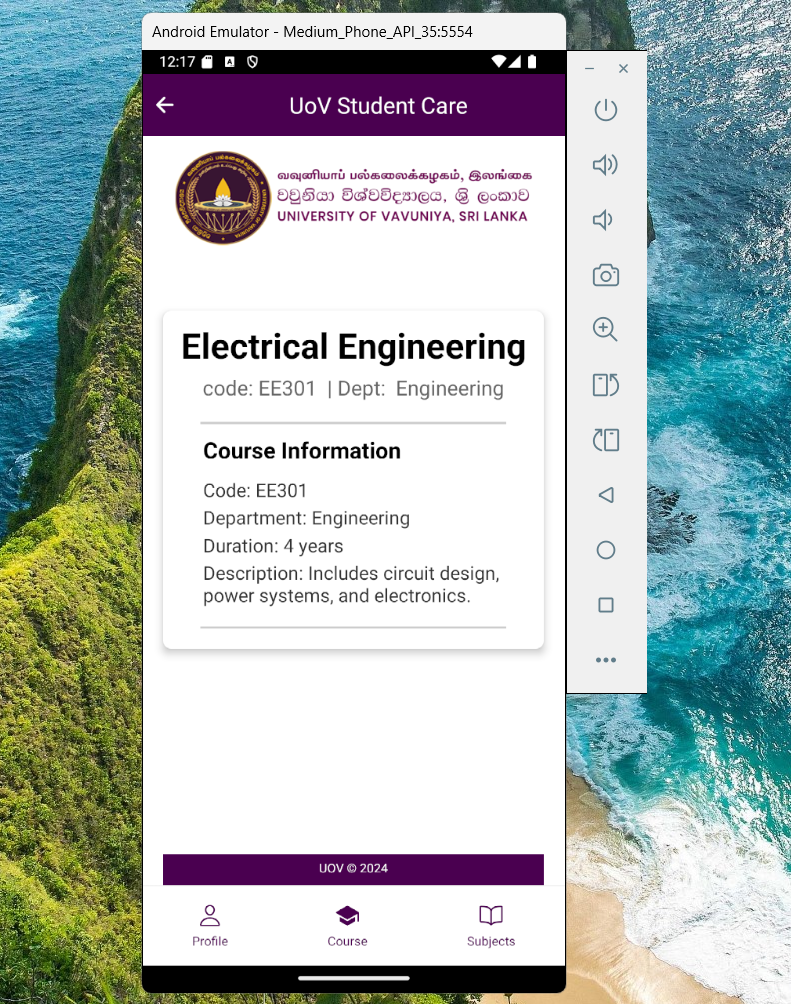 Android Emulator - Medium_Phone_API_35:5554
12:17
UoV Student Care
வவுனியாப் பல்கலைக்கழகம், இலங்கை
වවුනියා විශ්වවිද්‍යාලය, ශ්‍රී ලංකාව
UNIVERSITY OF VAVUNIYA, SRI LANKA
Electrical Engineering
code: EE301 | Dept: Engineering
Course Information
Code: EE301
Department: Engineering
Duration: 4 years
Description: Includes circuit design,
power systems, and electronics.
UOV © 2024
Profile
Course
Subjects